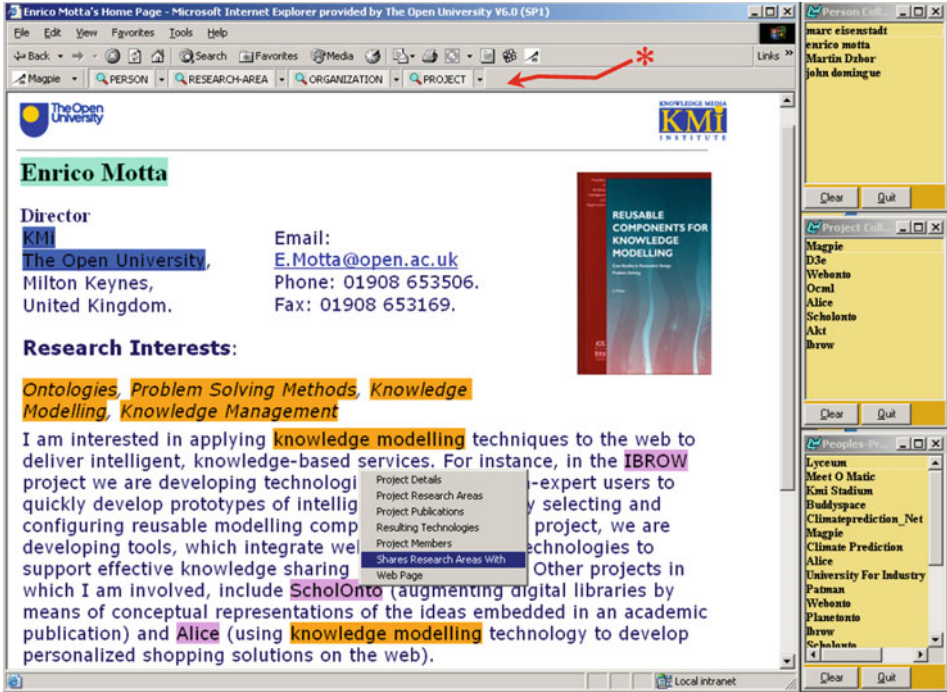 Enrico Motta's Home Page - Microsoft Internet Explorer provided by The Open University V6.0 (SP1)
File Edit View Favorites Tools Help
Back Search Favorites Media Links »
Magpie PERSON RESEARCH-AREA ORGANIZATION PROJECT *
The Open
University
KNOWLEDGE MEDIA
KMi
INSTITUTE
Enrico Motta
Director
KMi
The Open University,
Milton Keynes,
United Kingdom.
Email:
E.Motta@open.ac.uk
Phone: 01908 653506.
Fax: 01908 653169.
REUSABLE
COMPONENTS FOR
KNOWLEDGE
MODELLING
Research Interests:
Ontologies, Problem Solving Methods, Knowledge
Modelling, Knowledge Management
I am interested in applying knowledge modelling techniques to the web to
deliver intelligent, knowledge-based services. For instance, in the IBROW
project we are developing technologi n-expert users to
quickly develop prototypes of intellig y selecting and
configuring reusable modelling comp project, we are
developing tools, which integrate we echnologies to
support effective knowledge sharing Other projects in
which I am involved, include ScholOnto (augmenting digital libraries by
means of conceptual representations of the ideas embedded in an academic
publication) and Alice (using knowledge modelling technology to develop
personalized shopping solutions on the web).
Project Details
Project Research Areas
Project Publications
Resulting Technologies
Project Members
Shares Research Areas With
Web Page
Local intranet
Person Coll...
marc eisenstadt
enrico motta
Martin Dzbor
john domingue
Clear Quit
Project Coll...
Magpie
D3e
Webonto
Ocml
Alice
Scholonto
Akt
Ibrow
Clear Quit
Peoples-Pr...
Lyceum
Meet O Matic
Kmi Stadium
Buddyspace
Climateprediction_Net
Magpie
Climate Prediction
Alice
University For Industry
Patman
Webonto
Planetonto
Ibrow
Scholonto
Clear Quit